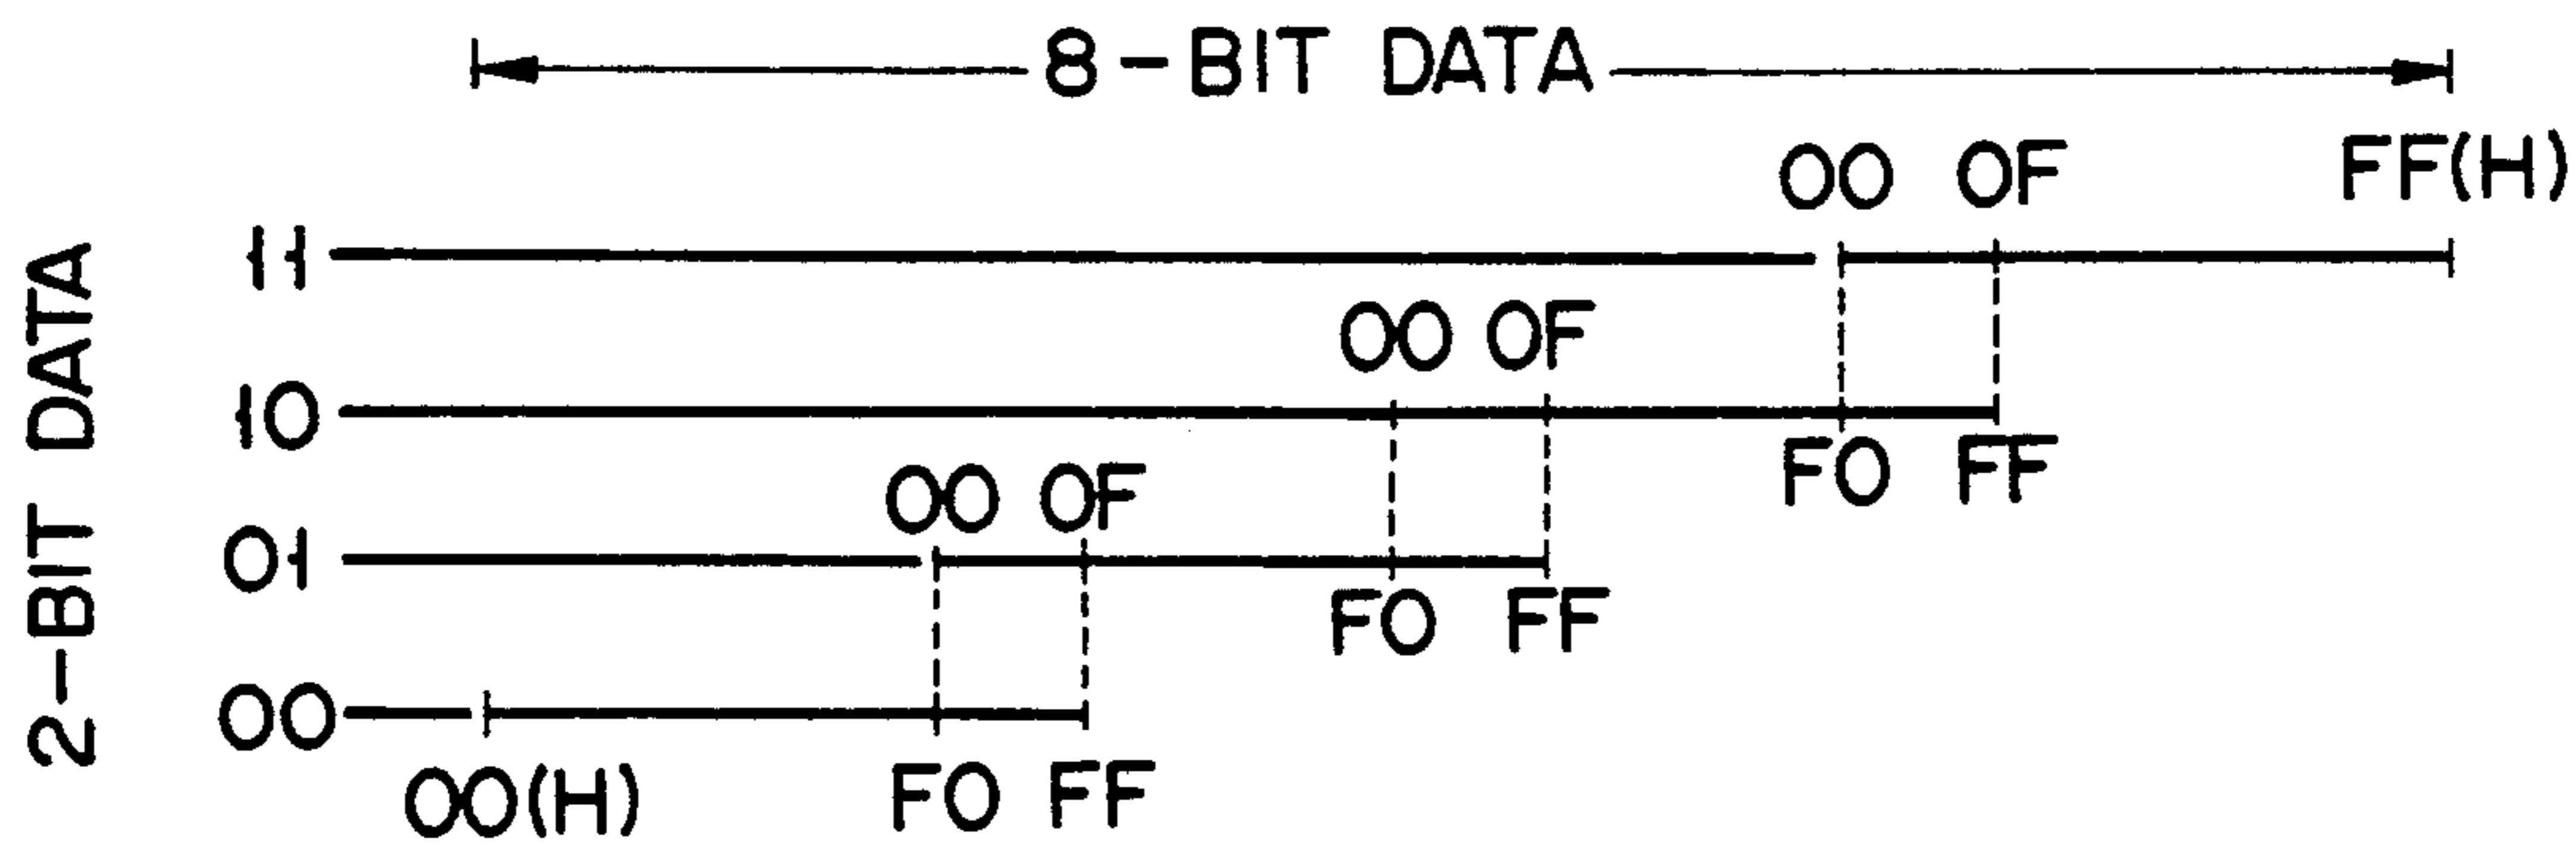 8-BIT DATA
00 0F FF(H)
11
00 0F
10
F0 FF
00 0F
01
F0 FF
00
00(H) F0 FF
2-BIT DATA